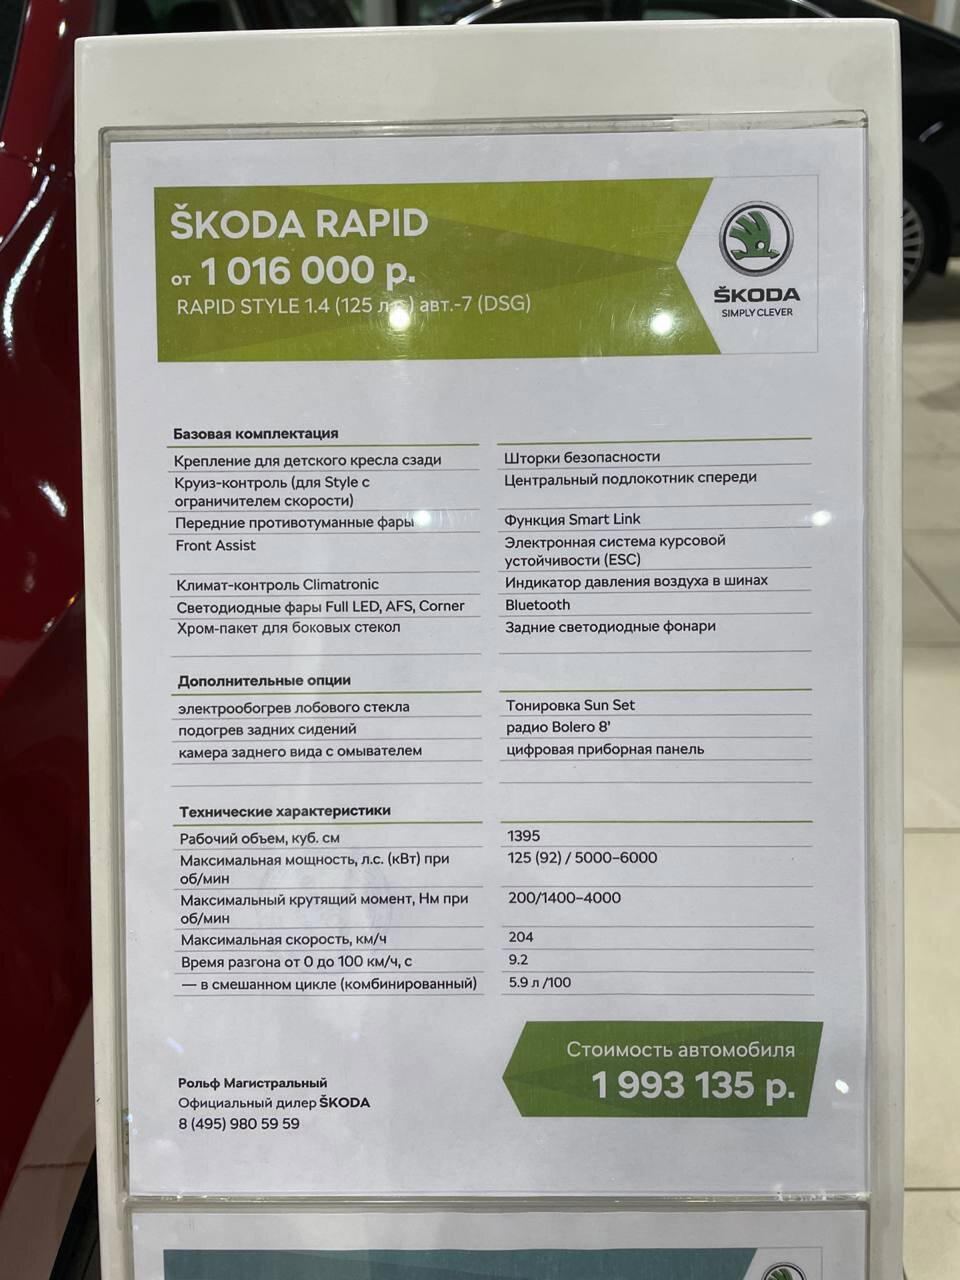 ŠKODA RAPID
от 1 016 000 р.
RAPID STYLE 1.4 (125 л.с.) авт.-7 (DSG)
ŠKODA
SIMPLY CLEVER
Базовая комплектация
Крепление для детского кресла сзади
Шторки безопасности
Круиз-контроль (для Style с
ограничителем скорости)
Центральный подлокотник спереди
Передние противотуманные фары
Функция Smart Link
Front Assist
Электронная система курсовой
устойчивости (ESC)
Климат-контроль Climatronic
Индикатор давления воздуха в шинах
Светодиодные фары Full LED, AFS, Corner
Bluetooth
Хром-пакет для боковых стекол
Задние светодиодные фонари
Дополнительные опции
электрообогрев лобового стекла
Тонировка Sun Set
подогрев задних сидений
радио Bolero 8'
камера заднего вида с омывателем
цифровая приборная панель
Технические характеристики
Рабочий объем, куб. см
1395
Максимальная мощность, л.с. (кВт) при
об/мин
125 (92) / 5000–6000
Максимальный крутящий момент, Нм при
об/мин
200/1400–4000
Максимальная скорость, км/ч
204
Время разгона от 0 до 100 км/ч, с
9.2
— в смешанном цикле (комбинированный)
5.9 л /100
Стоимость автомобиля
1 993 135 р.
Рольф Магистральный
Официальный дилер ŠKODA
8 (495) 980 59 59